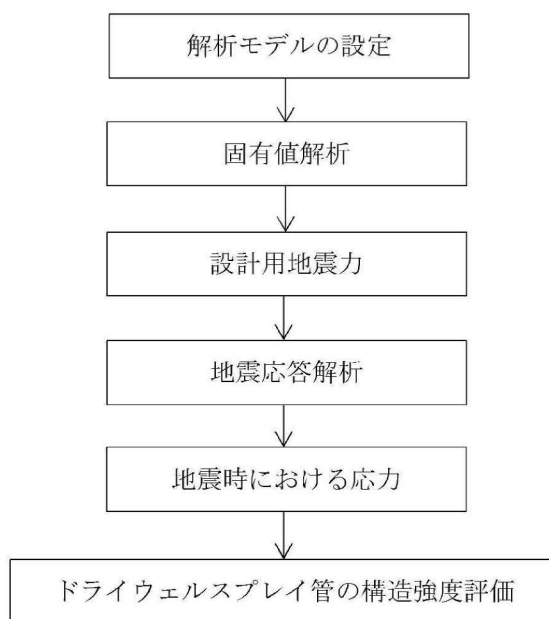 解析モデルの設定
固有値解析
設計用地震力
地震応答解析
地震時における応力
ドライウェルスプレイ管の構造強度評価